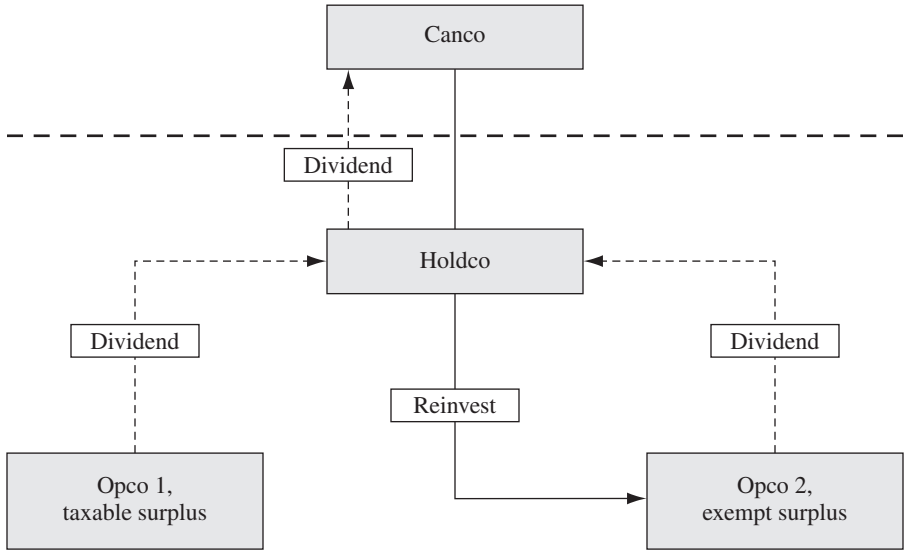 Canco
Dividend
Holdco
Dividend
Dividend
Reinvest
Opco 1,
taxable surplus
Opco 2,
exempt surplus